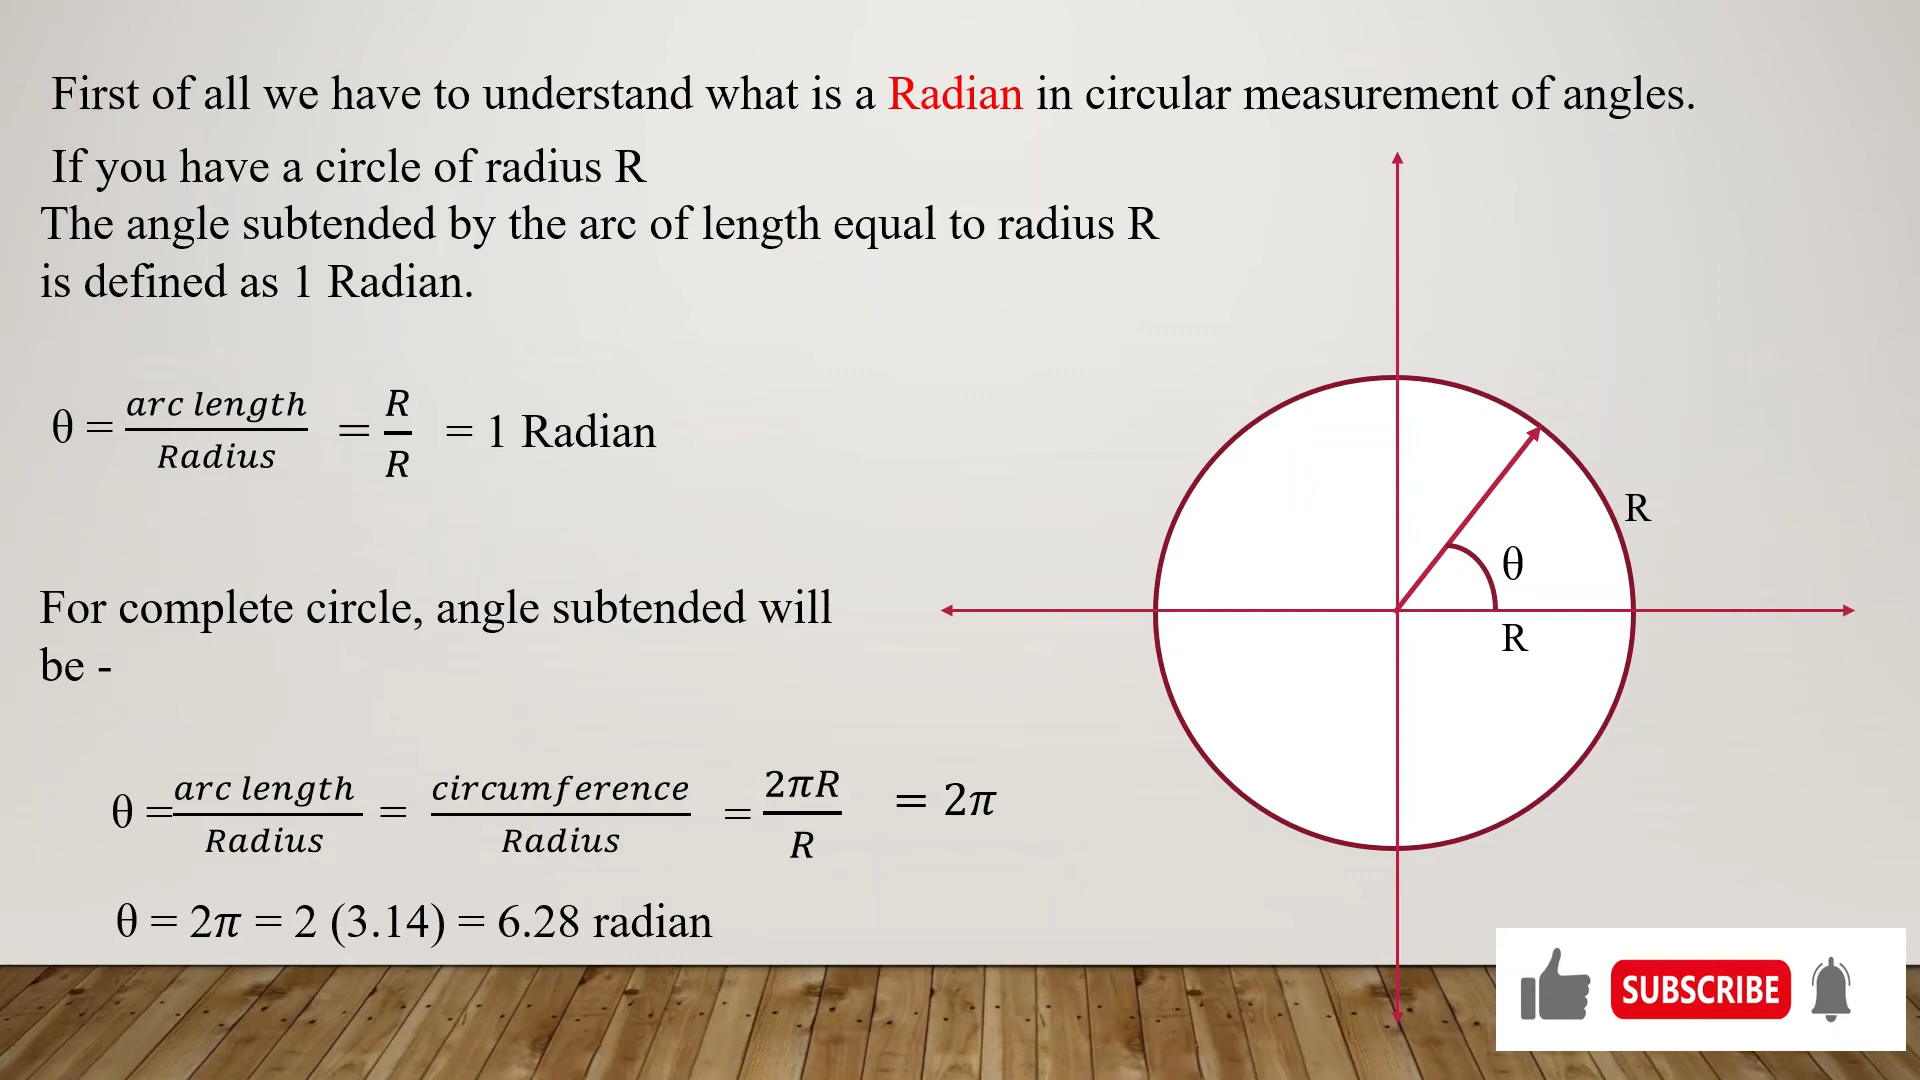 First of all we have to understand what is a Radian in circular measurement of angles.
If you have a circle of radius R
The angle subtended by the arc of length equal to radius R
is defined as 1 Radian.
θ = arc length / Radius = R / R = 1 Radian
R
θ
R
For complete circle, angle subtended will
be -
θ = arc length / Radius = circumference / Radius = 2πR / R = 2π
θ = 2π = 2 (3.14) = 6.28 radian
SUBSCRIBE